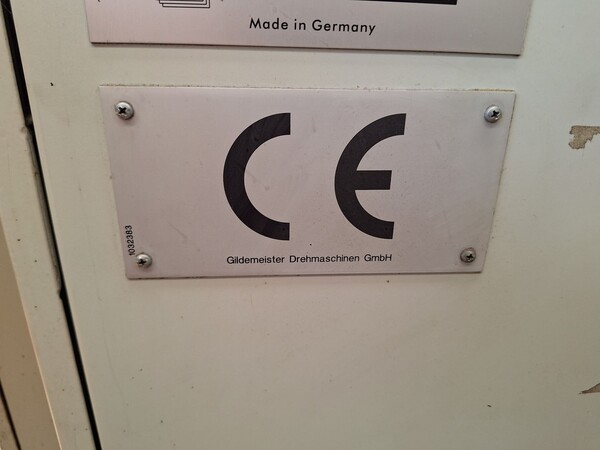 Made in Germany
CE
1032383
Gildemeister Drehmaschinen GmbH